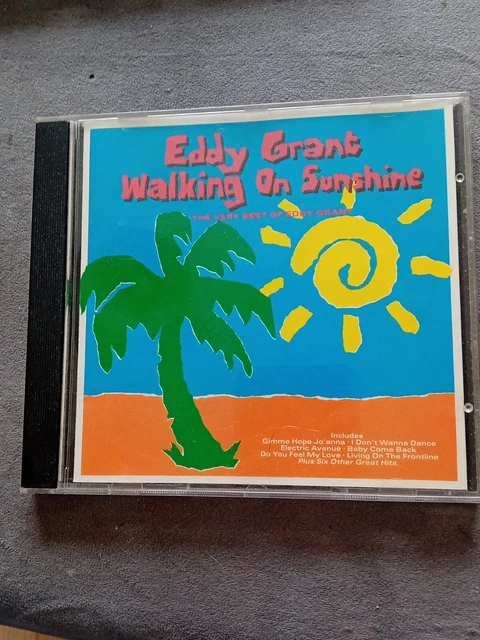 Eddy Grant
Walking On Sunshine
THE VERY BEST OF EDDY GRANT
Includes
Gimme Hope Jo'anna · I Don't Wanna Dance
Electric Avenue · Baby Come Back
Do You Feel My Love · Living On The Frontline
Plus Six Other Great Hits.